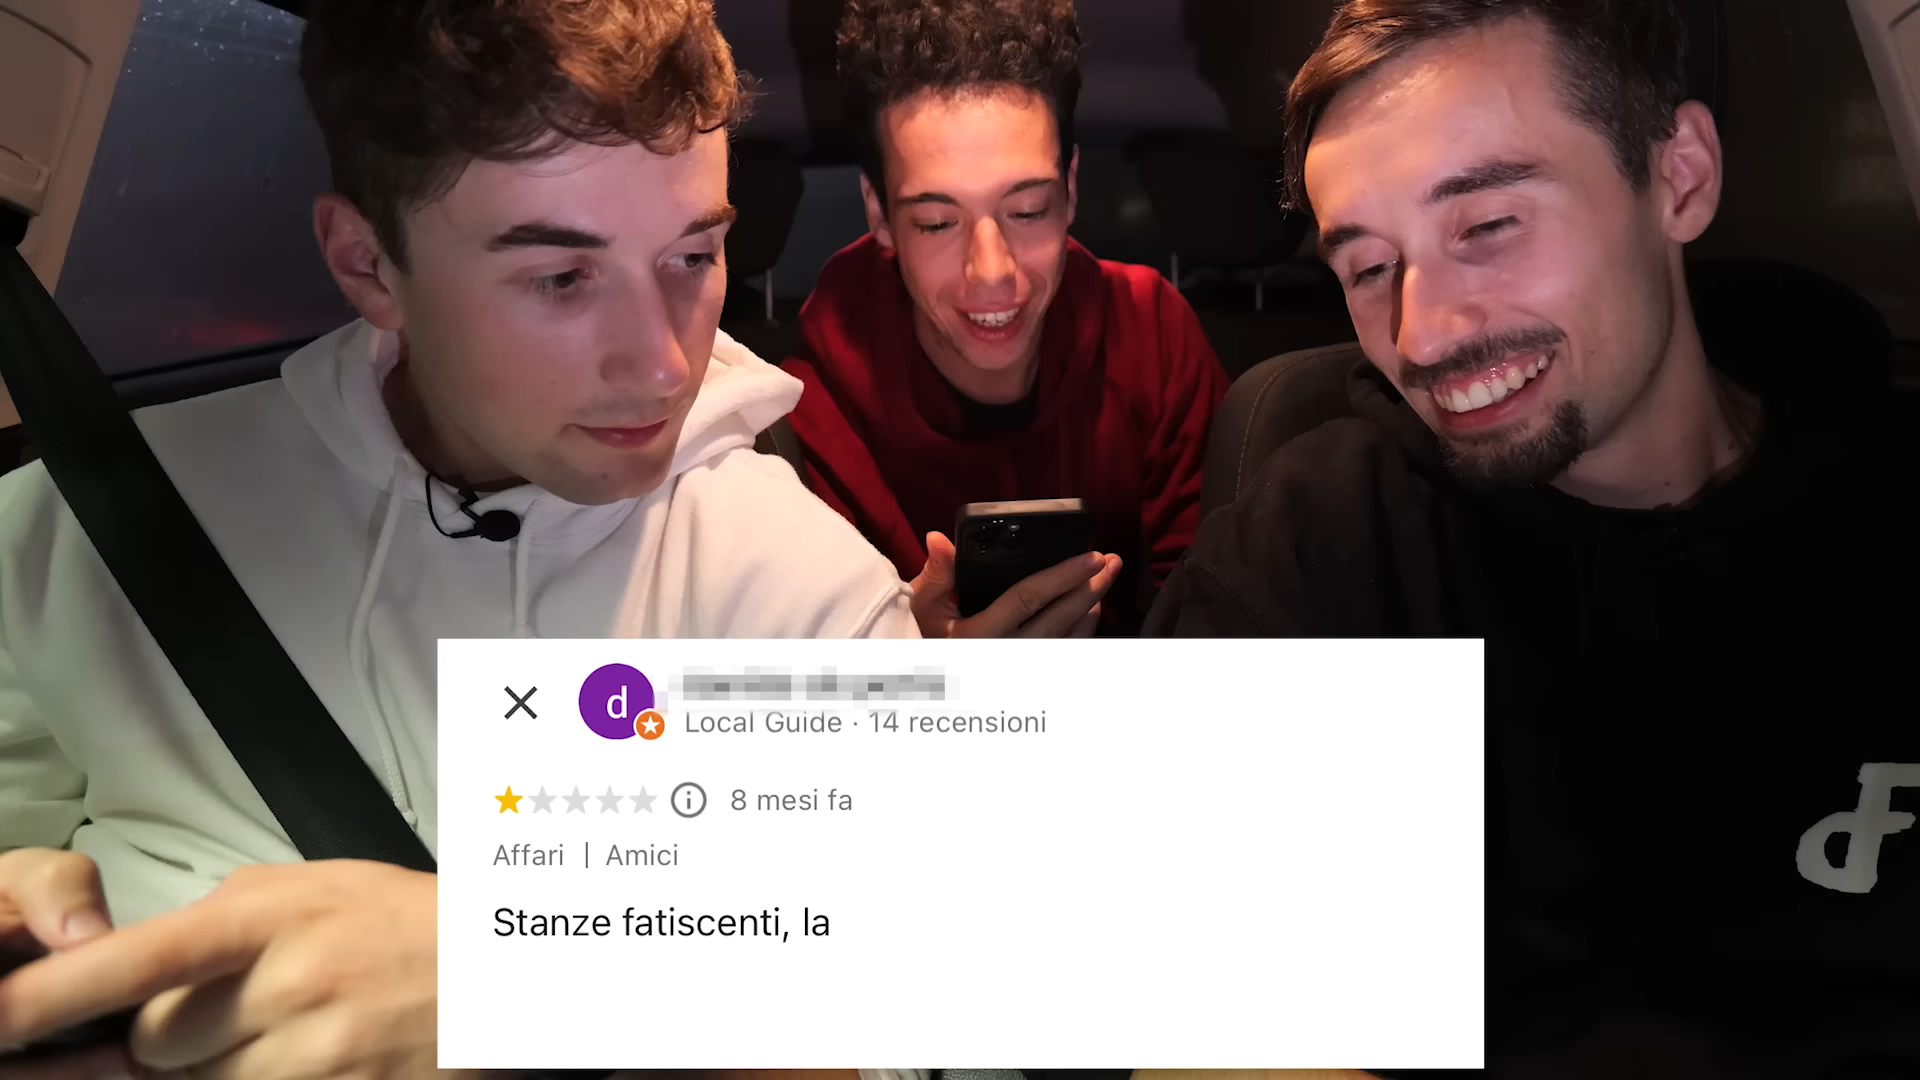 d
Local Guide · 14 recensioni
8 mesi fa
Affari | Amici
Stanze fatiscenti, la